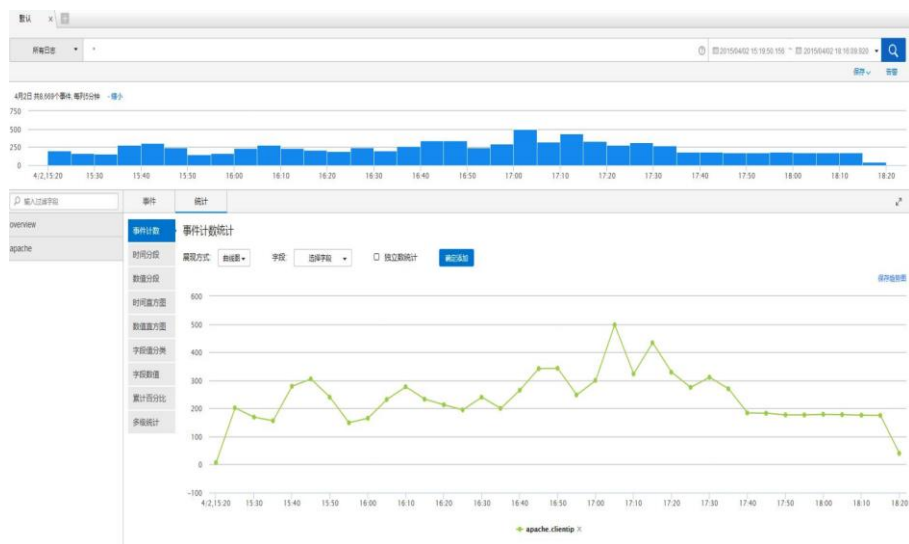 默认 x
所有日志 *
2015/04/02 15:19:50.156 ~ 2015/04/02 18:18:09.820
保存 告警
4月2日 共8,669个事件, 每列5分钟 - 缩小
750
500
250
0
4/2,15:20 15:30 15:40 15:50 16:00 16:10 16:20 16:30 16:40 16:50 17:00 17:10 17:20 17:30 17:40 17:50 18:00 18:10 18:20
输入过滤字段
overview
apache
事件 统计
事件计数
时间分段
数值分段
时间直方图
数值直方图
字段值分类
字段数值
累计百分比
多级统计
事件计数统计
展现方式 曲线图 字段 选择字段 独立数统计 确定添加
600
500
400
300
200
100
0
-100
4/2,15:20 15:30 15:40 15:50 16:00 16:10 16:20 16:30 16:40 16:50 17:00 17:10 17:20 17:30 17:40 17:50 18:00 18:10 18:20
apache.clientip X